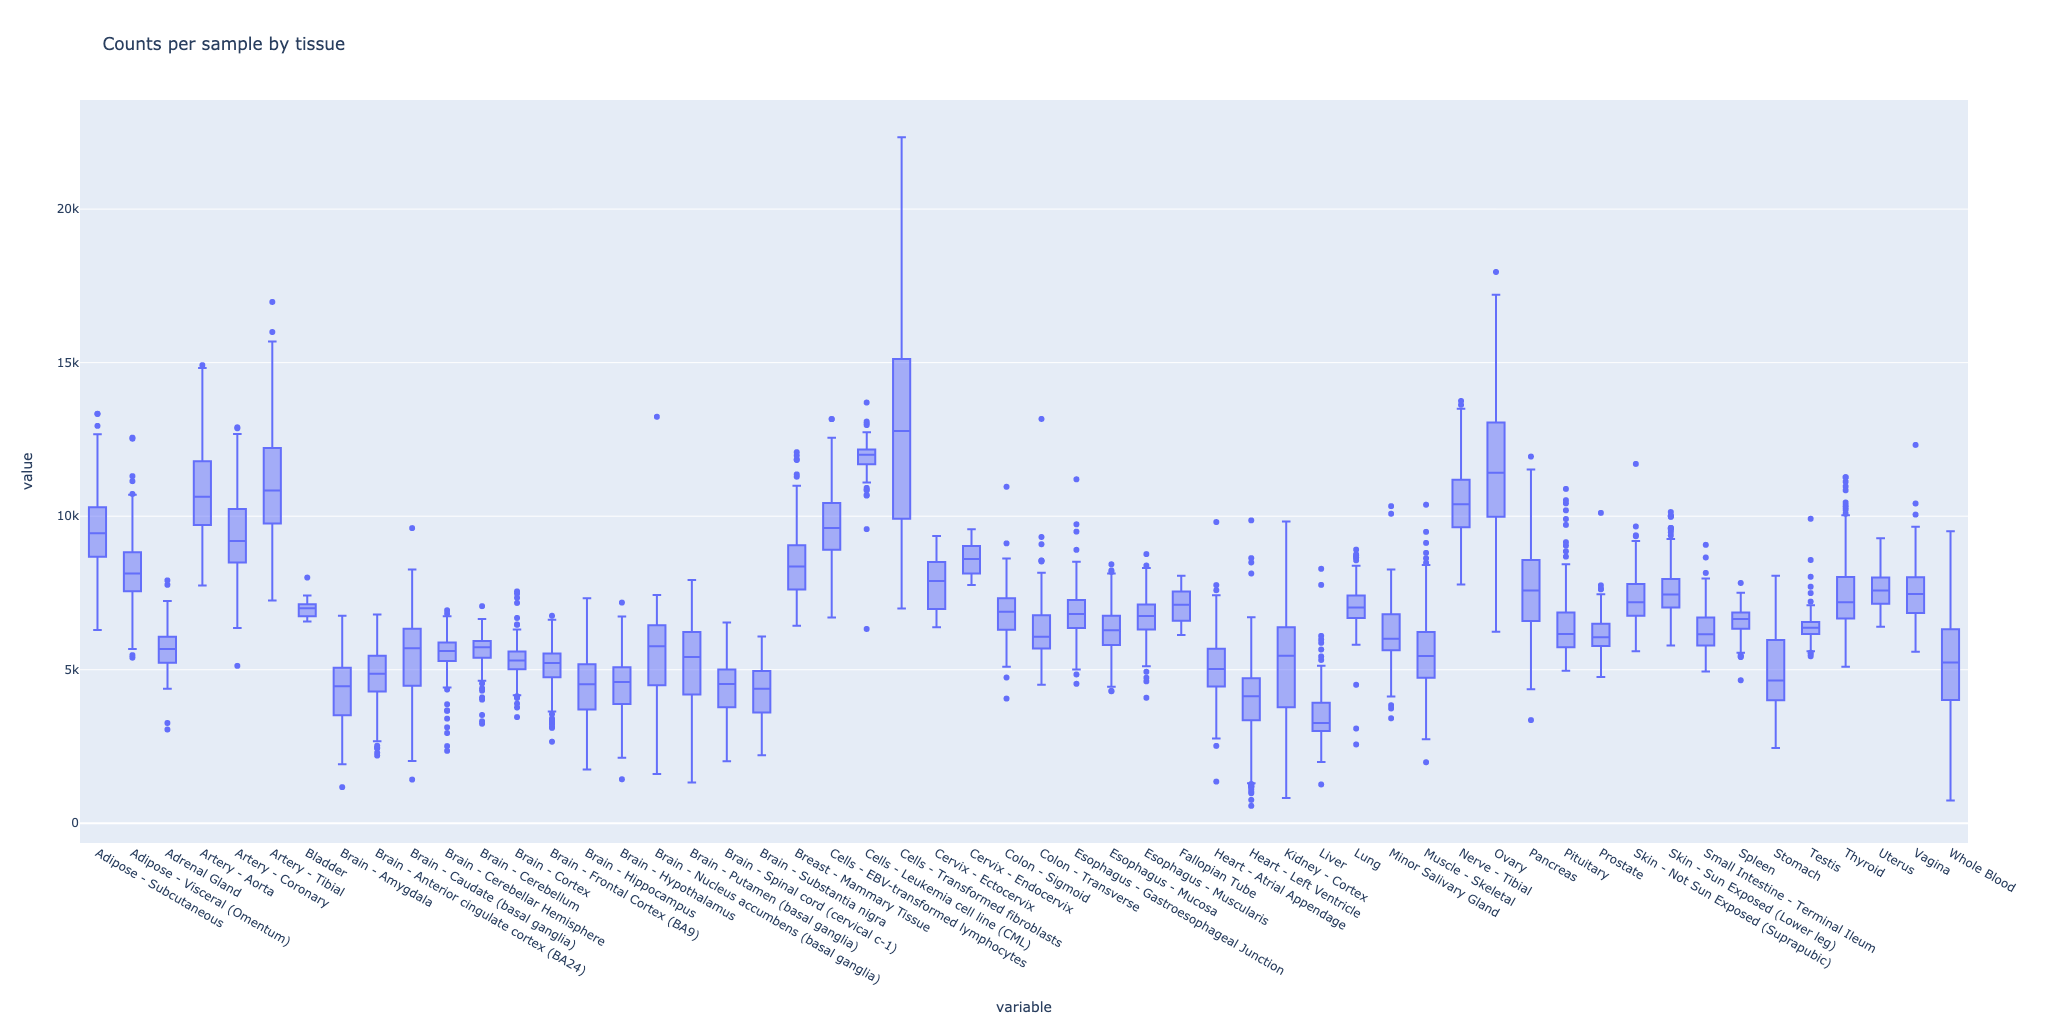 Counts per sample by tissue
value
20k
15k
10k
5k
0
Adipose - Subcutaneous
Adipose - Visceral (Omentum)
Adrenal Gland
Artery - Aorta
Artery - Coronary
Artery - Tibial
Bladder
Brain - Amygdala
Brain - Anterior cingulate cortex (BA24)
Brain - Caudate (basal ganglia)
Brain - Cerebellar Hemisphere
Brain - Cerebellum
Brain - Cortex
Brain - Frontal Cortex (BA9)
Brain - Hippocampus
Brain - Hypothalamus
Brain - Nucleus accumbens (basal ganglia)
Brain - Putamen (basal ganglia)
Brain - Spinal cord (cervical c-1)
Brain - Substantia nigra
Breast - Mammary Tissue
Cells - EBV-transformed lymphocytes
Cells - Leukemia cell line (CML)
Cells - Transformed fibroblasts
Cervix - Ectocervix
Cervix - Endocervix
Colon - Sigmoid
Colon - Transverse
Esophagus - Gastroesophageal Junction
Esophagus - Mucosa
Esophagus - Muscularis
Fallopian Tube
Heart - Atrial Appendage
Heart - Left Ventricle
Kidney - Cortex
Liver
Lung
Minor Salivary Gland
Muscle - Skeletal
Nerve - Tibial
Ovary
Pancreas
Pituitary
Prostate
Skin - Not Sun Exposed (Suprapubic)
Skin - Sun Exposed (Lower leg)
Small Intestine - Terminal Ileum
Spleen
Stomach
Testis
Thyroid
Uterus
Vagina
Whole Blood
variable